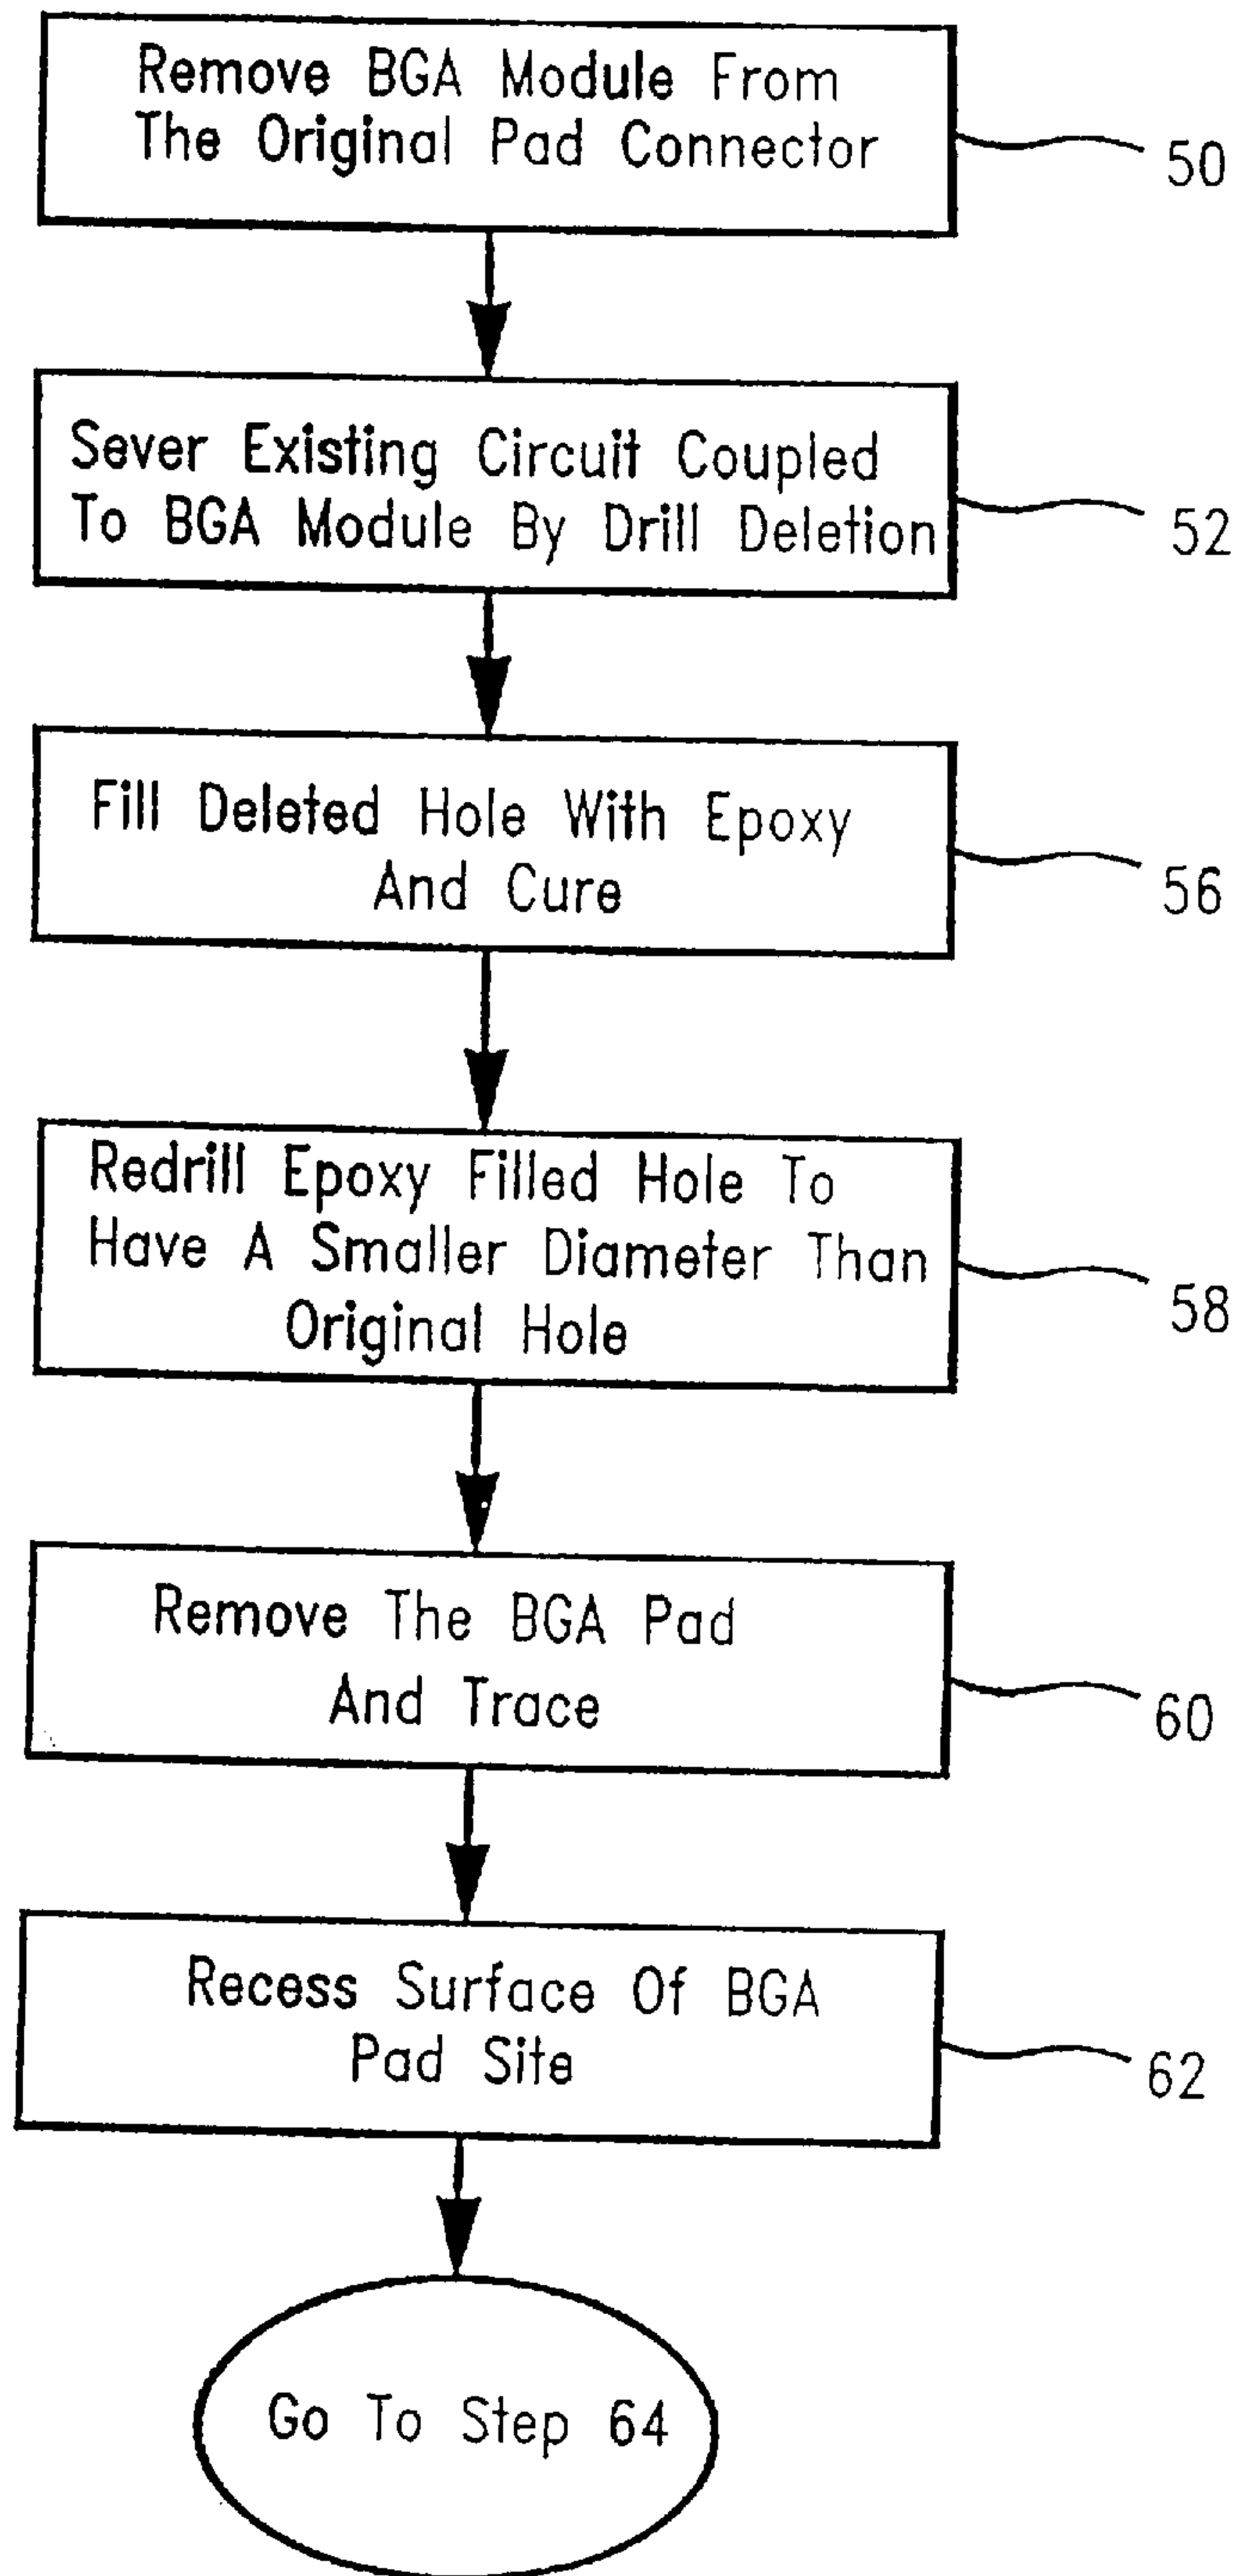 Remove BGA Module From
The Original Pad Connector
50
Sever Existing Circuit Coupled
To BGA Module By Drill Deletion
52
Fill Deleted Hole With Epoxy
And Cure
56
Redrill Epoxy Filled Hole To
Have A Smaller Diameter Than
Original Hole
58
Remove The BGA Pad
And Trace
60
Recess Surface Of BGA
Pad Site
62
Go To Step 64